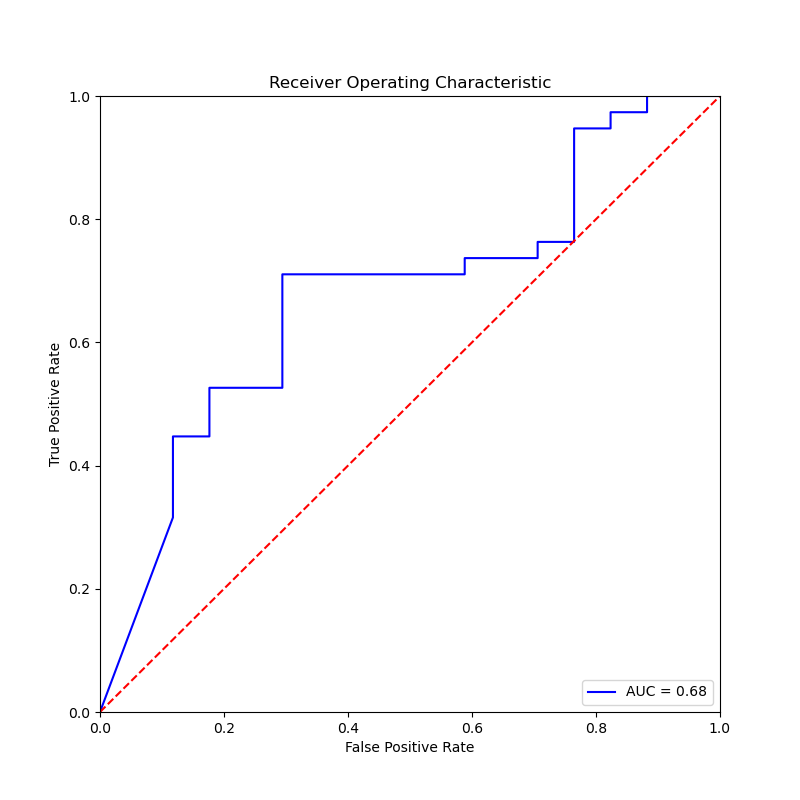 Receiver Operating Characteristic
1.0
0.8
0.6
0.4
0.2
0.0
True Positive Rate
AUC = 0.68
0.0 0.2 0.4 0.6 0.8 1.0
False Positive Rate